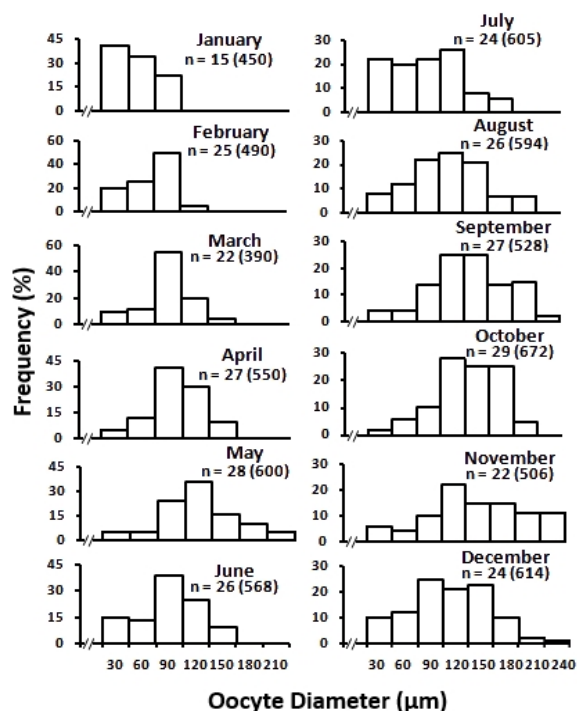 January
n = 15 (450)
45
30
15
0
February
n = 25 (490)
60
40
20
0
March
n = 22 (390)
60
40
20
0
April
n = 27 (550)
45
30
15
0
May
n = 28 (600)
45
30
15
0
June
n = 26 (568)
45
30
15
0
30 60 90 120 150 180 210
July
n = 24 (605)
30
20
10
0
August
n = 26 (594)
30
20
10
0
September
n = 27 (528)
30
20
10
0
October
n = 29 (672)
30
20
10
0
November
n = 22 (506)
30
20
10
0
December
n = 24 (614)
30
20
10
0
30 60 90 120 150 180 210 240
Frequency (%)
Oocyte Diameter (μm)